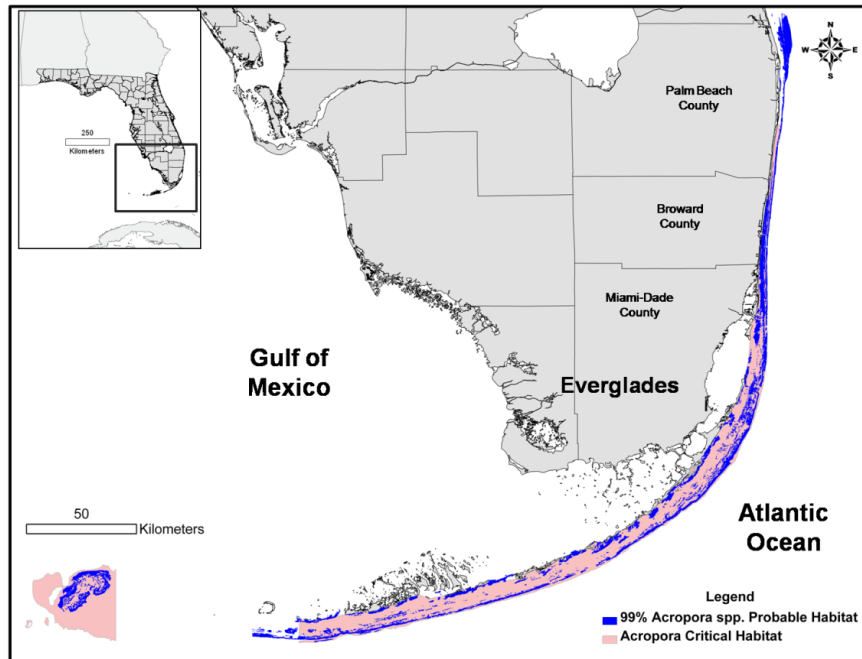 250
Kilometers
N
W
E
S
Palm Beach
County
Broward
County
Miami-Dade
County
Gulf of
Mexico
Everglades
50
Kilometers
Atlantic
Ocean
Legend
99% Acropora spp. Probable Habitat
Acropora Critical Habitat